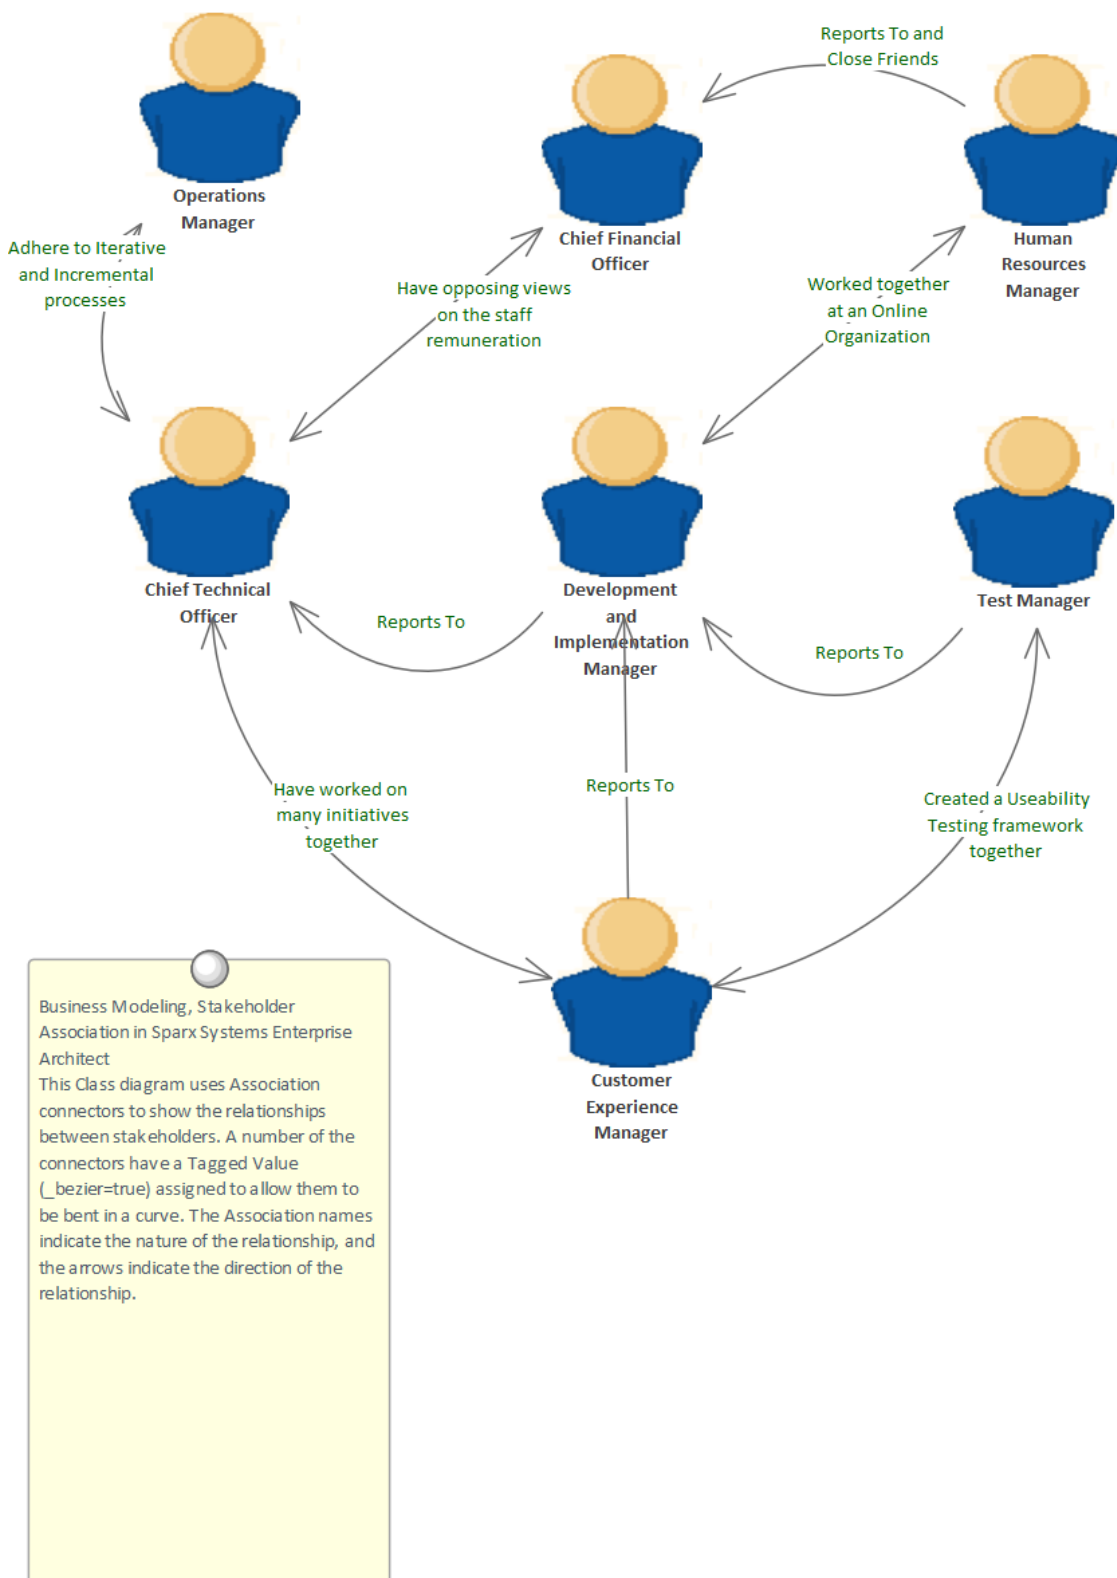 Reports To and
Close Friends
Operations
Manager
Chief Financial
Officer
Human
Resources
Manager
Adhere to Iterative
and Incremental
processes
Have opposing views
on the staff
remuneration
Worked together
at an Online
Organization
Chief Technical
Officer
Development
and
Implementation
Manager
Test Manager
Reports To
Reports To
Have worked on
many initiatives
together
Reports To
Created a Useability
Testing framework
together
Customer
Experience
Manager
Business Modeling, Stakeholder
Association in Sparx Systems Enterprise
Architect
This Class diagram uses Association
connectors to show the relationships
between stakeholders. A number of the
connectors have a Tagged Value
(_bezier=true) assigned to allow them to
be bent in a curve. The Association names
indicate the nature of the relationship, and
the arrows indicate the direction of the
relationship.